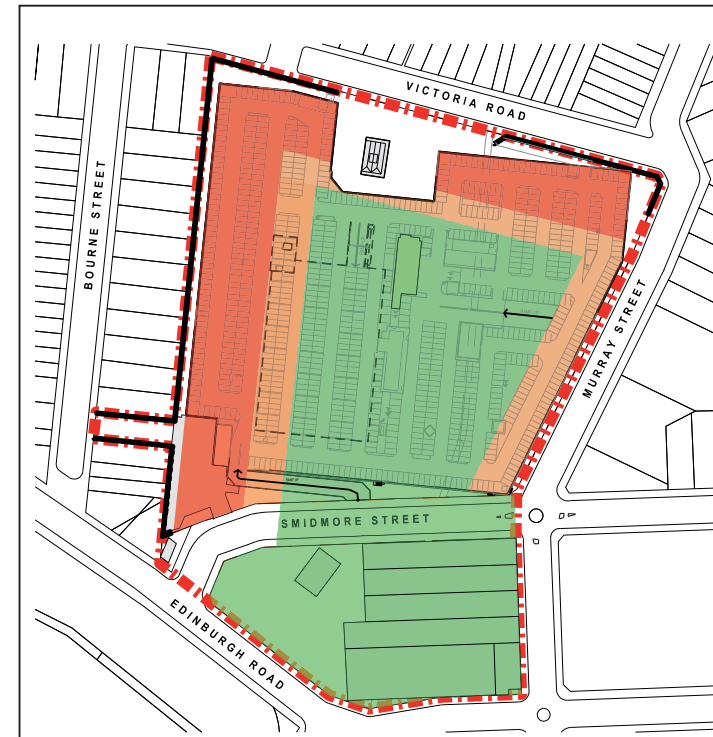 VICTORIA ROAD
BOURNE STREET
MURRAY STREET
SMIDMORE STREET
EDINBURGH ROAD